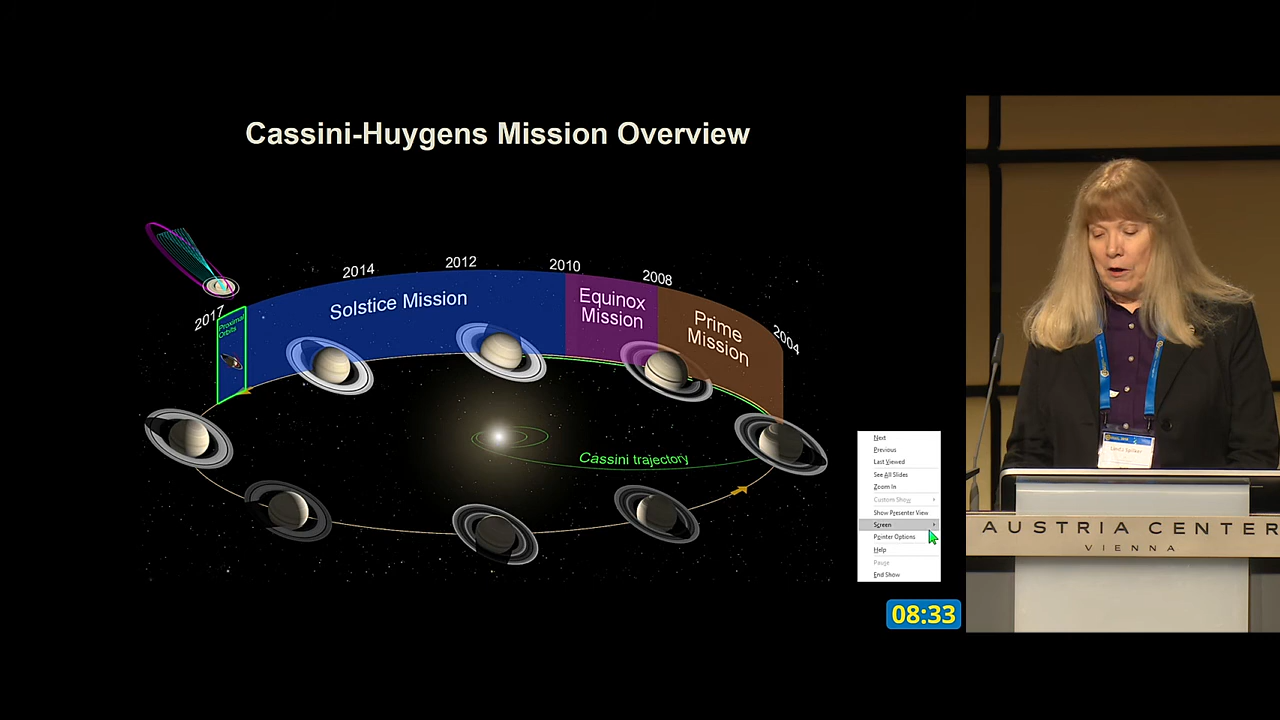 Cassini-Huygens Mission Overview
2017
2014
2012
2010
2008
2004
Proximal
Orbits
Solstice Mission
Equinox
Mission
Prime
Mission
Cassini trajectory
Next
Previous
Last Viewed
See All Slides
Zoom In
Custom Show
Show Presenter View
Screen
Pointer Options
Help
Pause
End Show
08:33
AUSTRIA CENTER
VIENNA